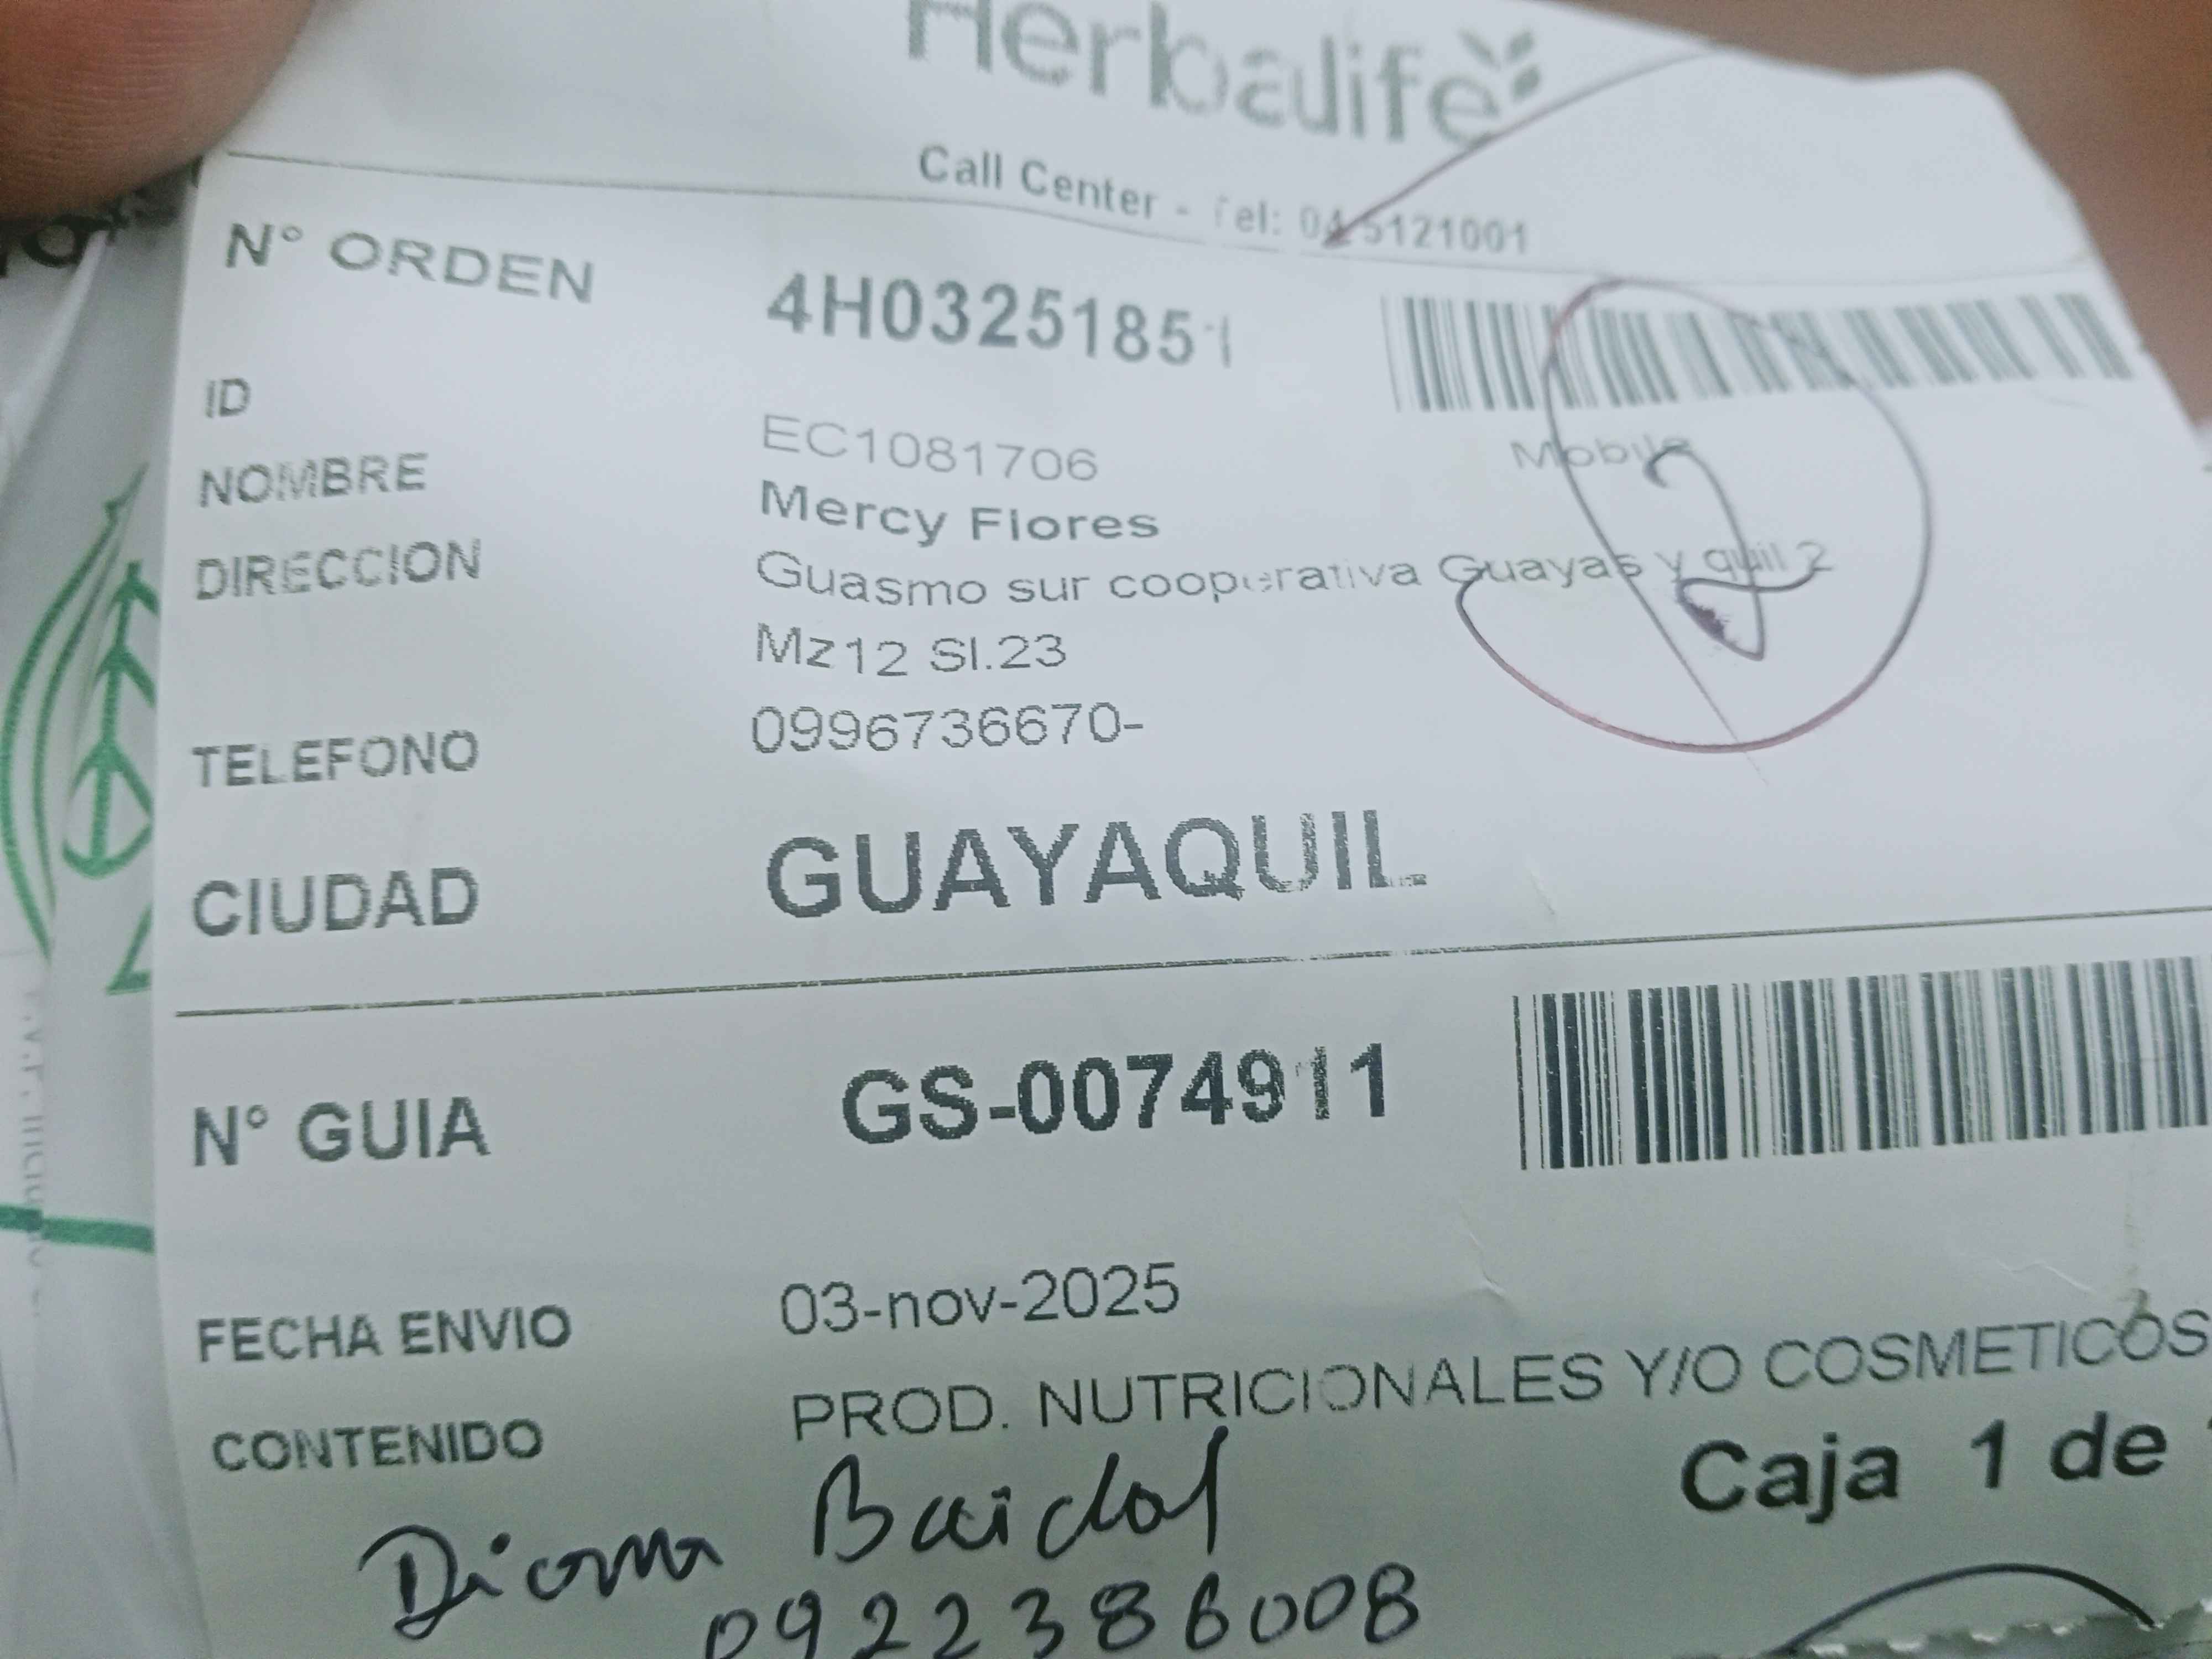 Herbalife
Call Center - Tel: 04 5121001
N° ORDEN 4H03251851
ID EC1081706 Mobile
NOMBRE Mercy Flores
DIRECCION Guasmo sur cooperativa Guayas y quil 2
Mz12 Sl.23
TELEFONO 0996736670-
CIUDAD GUAYAQUIL
N° GUIA GS-0074911
FECHA ENVIO 03-nov-2025
CONTENIDO PROD. NUTRICIONALES Y/O COSMETICOS
Caja 1 de
Diana Baidal
0922386008